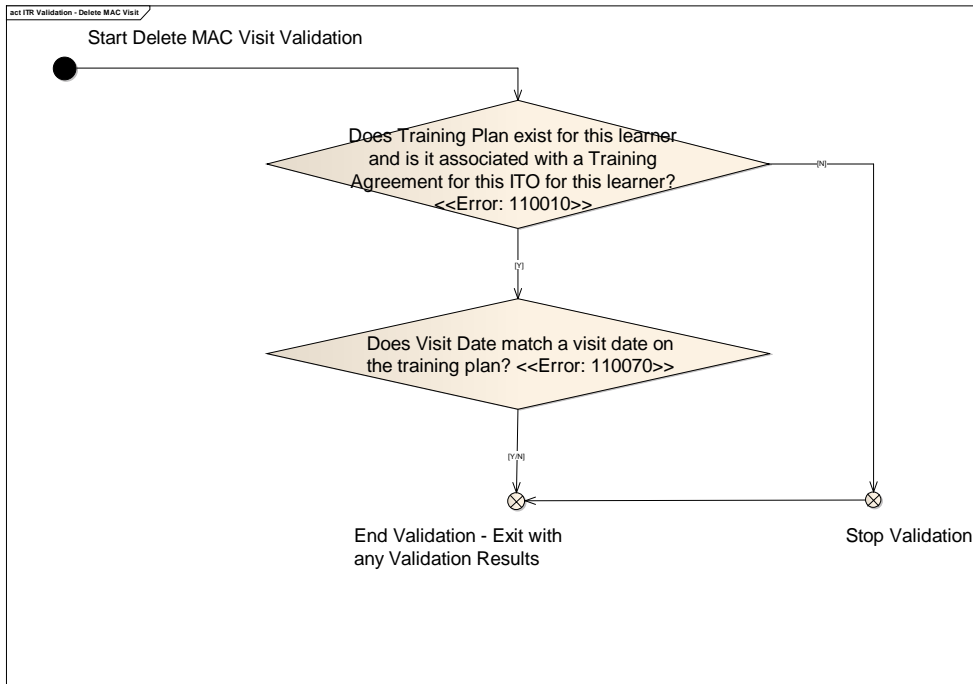 act ITR Validation - Delete MAC Visit
Start Delete MAC Visit Validation
Does Training Plan exist for this learner
and is it associated with a Training
Agreement for this ITO for this learner?
<<Error: 110010>>
[N]
[Y]
Does Visit Date match a visit date on
the training plan? <<Error: 110070>>
[Y/N]
End Validation - Exit with
any Validation Results
Stop Validation